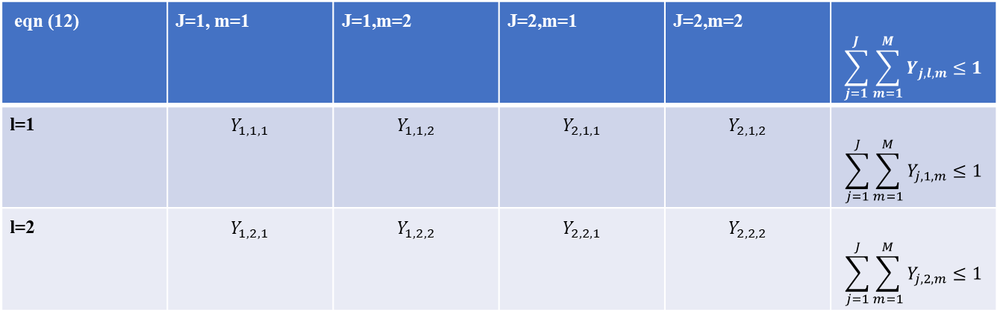 eqn (12) J=1, m=1 J=1,m=2 J=2,m=1 J=2,m=2 $\sum_{j=1}^{J} \sum_{m=1}^{M} Y_{j,l,m} \leq 1$
l=1 $Y_{1,1,1}$ $Y_{1,1,2}$ $Y_{2,1,1}$ $Y_{2,1,2}$ $\sum_{j=1}^{J} \sum_{m=1}^{M} Y_{j,1,m} \leq 1$
l=2 $Y_{1,2,1}$ $Y_{1,2,2}$ $Y_{2,2,1}$ $Y_{2,2,2}$ $\sum_{j=1}^{J} \sum_{m=1}^{M} Y_{j,2,m} \leq 1$